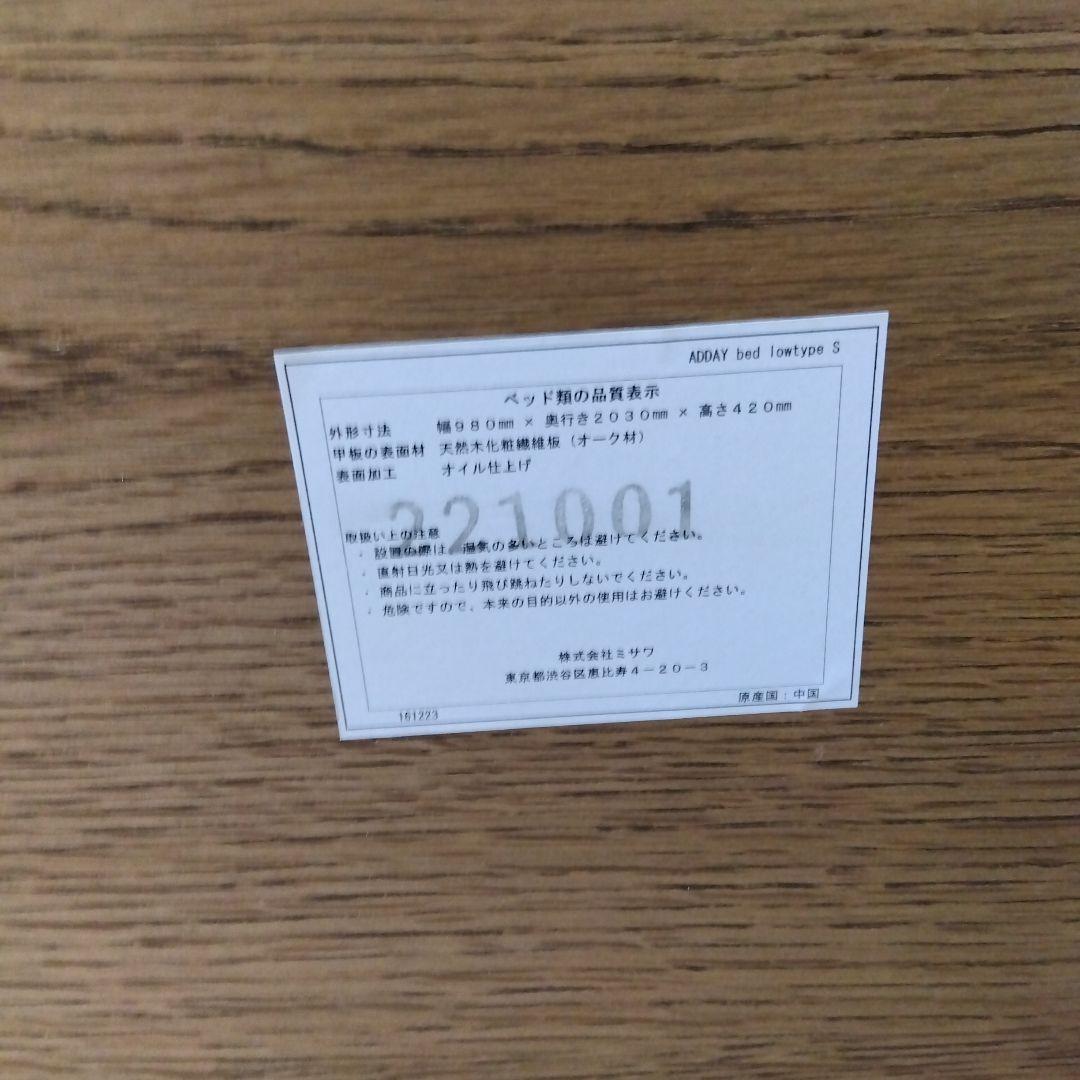 ADDAY bed lowtype S
ベッド類の品質表示
外形寸法 幅980mm × 奥行き2030mm × 高さ420mm
甲板の表面材 天然木化粧繊維板（オーク材）
表面加工 オイル仕上げ
221001
取扱い上の注意
・設置の際は、湿気の多いところは避けてください。
・直射日光又は熱を避けてください。
・商品に立ったり飛び跳ねたりしないでください。
・危険ですので、本来の目的以外の使用はお避けください。
株式会社ミサワ
東京都渋谷区恵比寿4－20－3
原産国：中国
161223